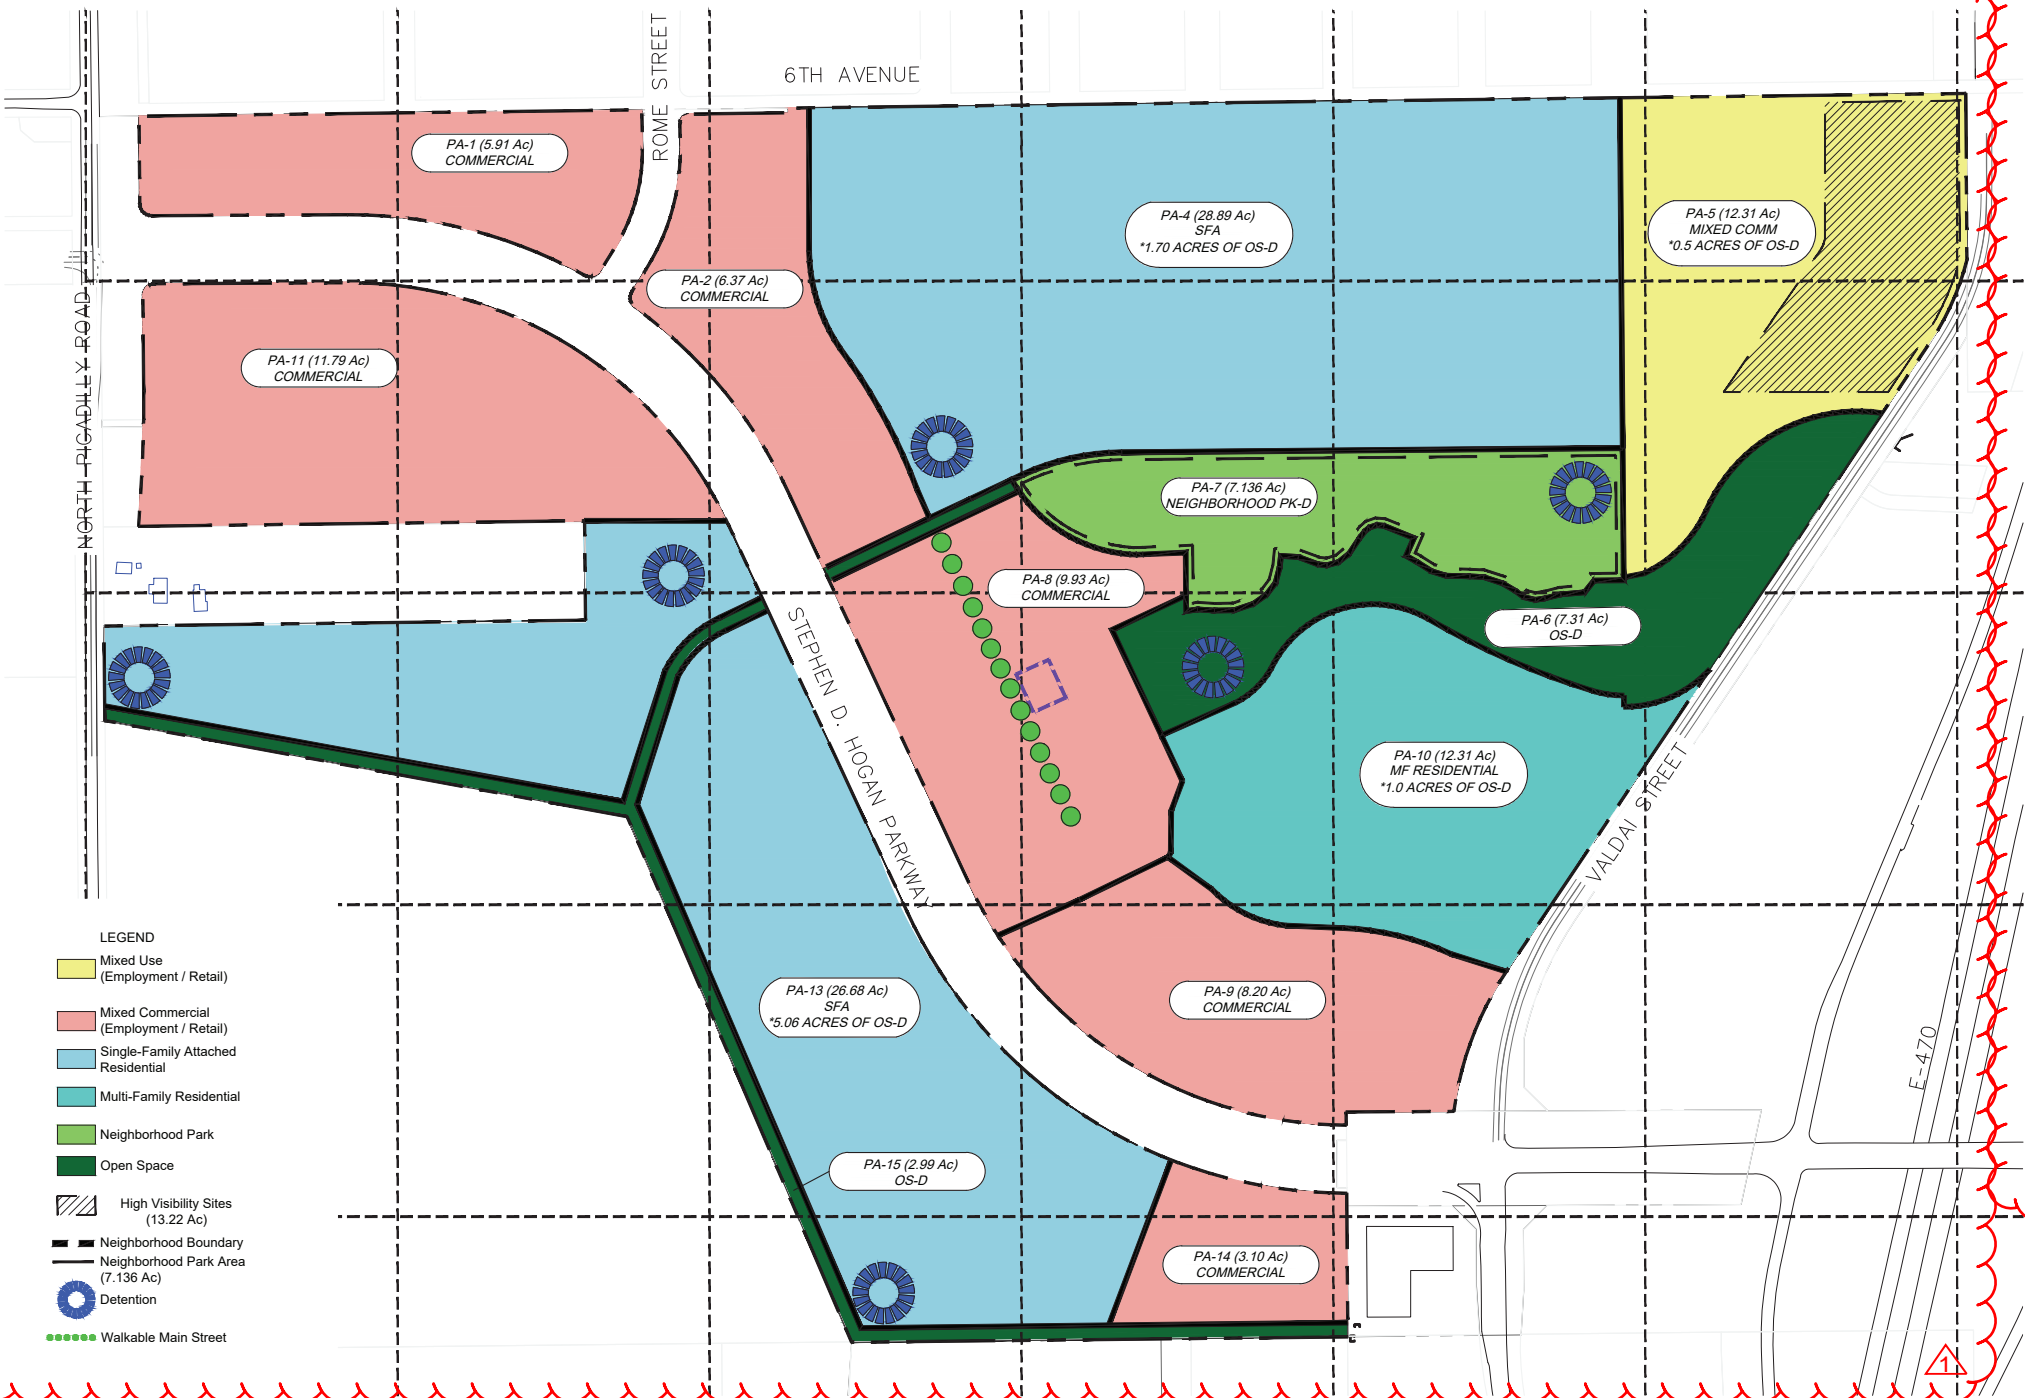 6TH AVENUE
ROME STREET
NORTH PICADILLY ROAD
PA-1 (5.91 Ac)
COMMERCIAL
PA-2 (6.37 Ac)
COMMERCIAL
PA-4 (28.89 Ac)
SFA
*1.70 ACRES OF OS-D
PA-5 (12.31 Ac)
MIXED COMM
*0.5 ACRES OF OS-D
PA-11 (11.79 Ac)
COMMERCIAL
PA-7 (7.136 Ac)
NEIGHBORHOOD PK-D
PA-8 (9.93 Ac)
COMMERCIAL
PA-6 (7.31 Ac)
OS-D
STEPHEN D. HOGAN PARKWAY
PA-10 (12.31 Ac)
MF RESIDENTIAL
*1.0 ACRES OF OS-D
VALDAI STREET
PA-13 (26.68 Ac)
SFA
*5.06 ACRES OF OS-D
PA-9 (8.20 Ac)
COMMERCIAL
E-470
PA-15 (2.99 Ac)
OS-D
PA-14 (3.10 Ac)
COMMERCIAL
LEGEND
Mixed Use
(Employment / Retail)
Mixed Commercial
(Employment / Retail)
Single-Family Attached
Residential
Multi-Family Residential
Neighborhood Park
Open Space
High Visibility Sites
(13.22 Ac)
Neighborhood Boundary
Neighborhood Park Area
(7.136 Ac)
Detention
Walkable Main Street
1